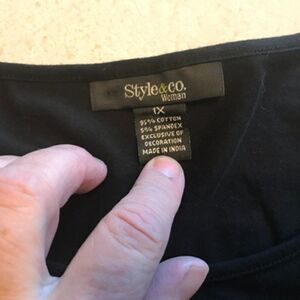 Style&co.
Woman
1X
95% COTTON
5% SPANDEX
EXCLUSIVE OF
DECORATION
MADE IN INDIA